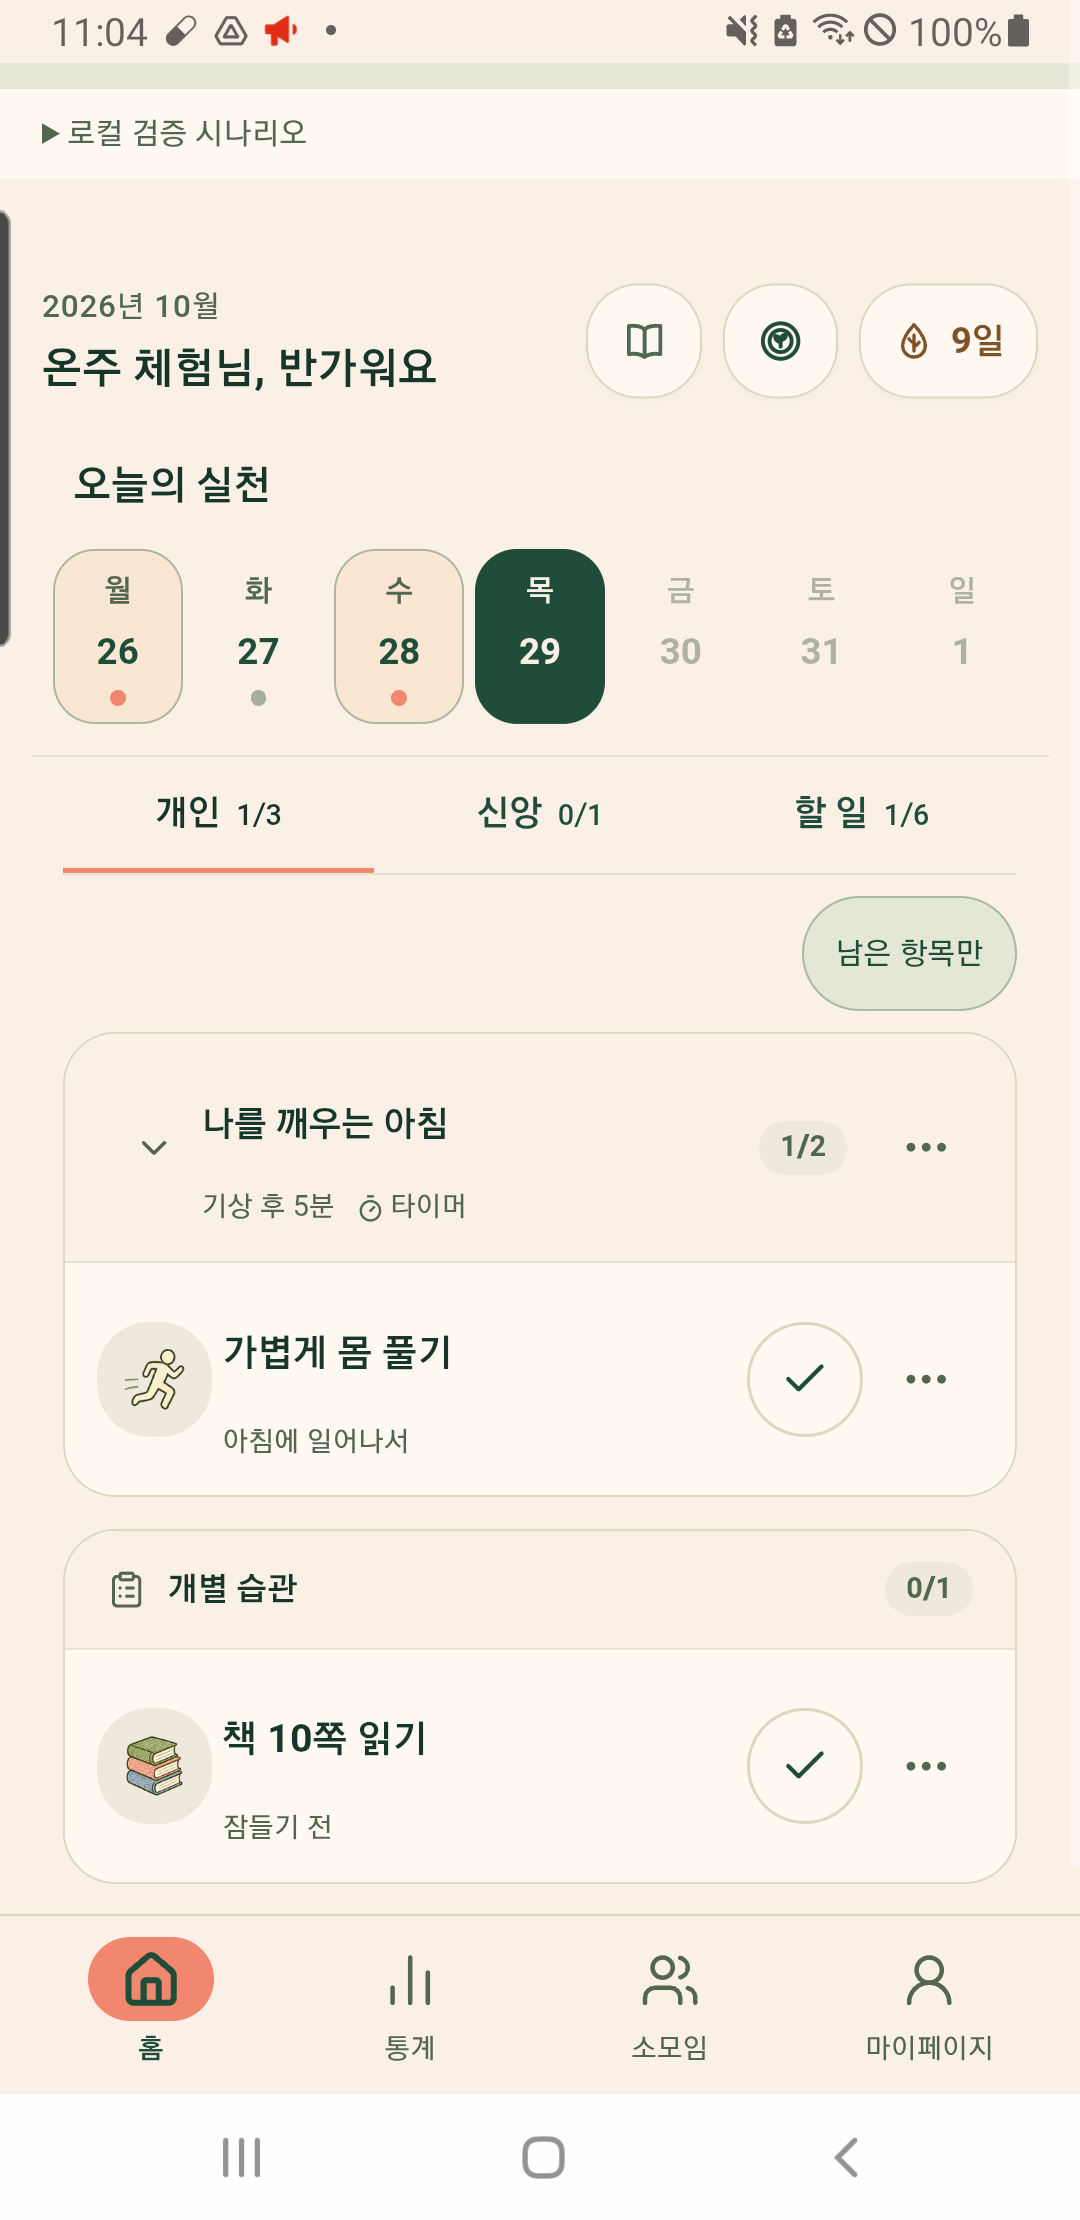 11:04
100%
▶ 로컬 검증 시나리오
2026년 10월
온주 체험님, 반가워요
9일
오늘의 실천
월 화 수 목 금 토 일
26 27 28 29 30 31 1
개인 1/3 신앙 0/1 할 일 1/6
남은 항목만
나를 깨우는 아침
1/2
기상 후 5분 타이머
가볍게 몸 풀기
아침에 일어나서
개별 습관
0/1
책 10쪽 읽기
잠들기 전
홈 통계 소모임 마이페이지